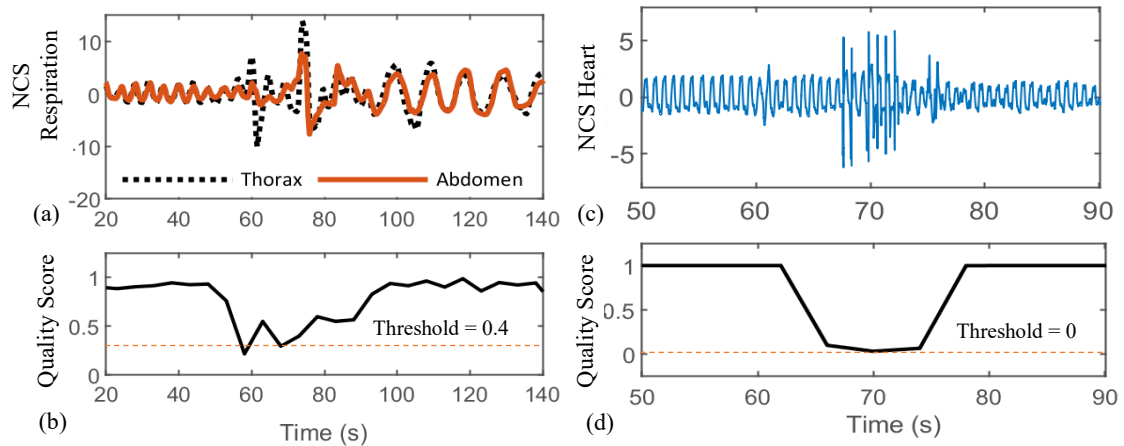 NCS
Respiration
10
0
-10
-20
Thorax
Abdomen
20
40
60
80
100
120
140
(a)
NCS Heart
5
0
-5
50
60
70
80
90
(c)
Quality Score
1
0.5
0
Threshold = 0.4
20
40
60
80
100
120
140
Time (s)
(b)
Quality Score
1
0.5
0
Threshold = 0
50
60
70
80
90
Time (s)
(d)